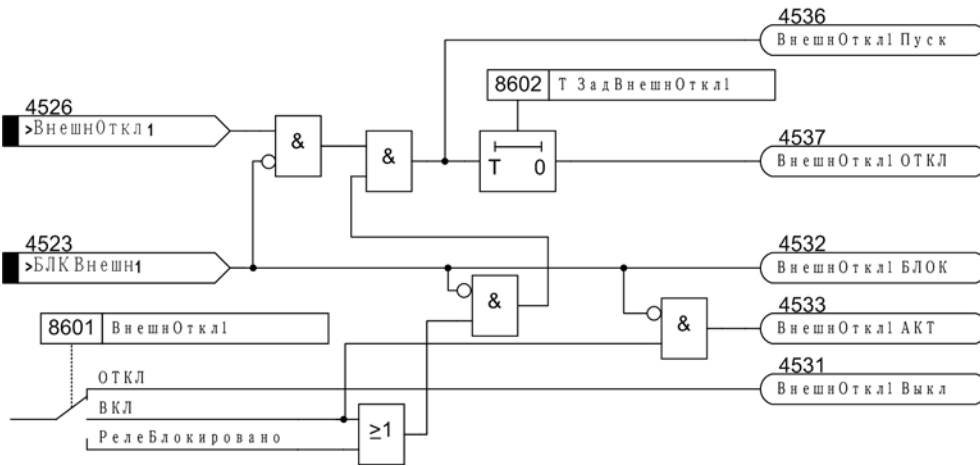 4536
ВнешнОткл1 Пуск
8602 Т ЗадВнешнОткл1
4526
>ВнешнОткл1
&
&
Т 0
4537
ВнешнОткл1 ОТКЛ
4523
>БЛКВнешн1
4532
ВнешнОткл1 БЛОК
&
4533
ВнешнОткл1 АКТ
&
8601 ВнешнОткл1
4531
ВнешнОткл1 Выкл
ОТКЛ
ВКЛ
≥1
РелеБлокировано